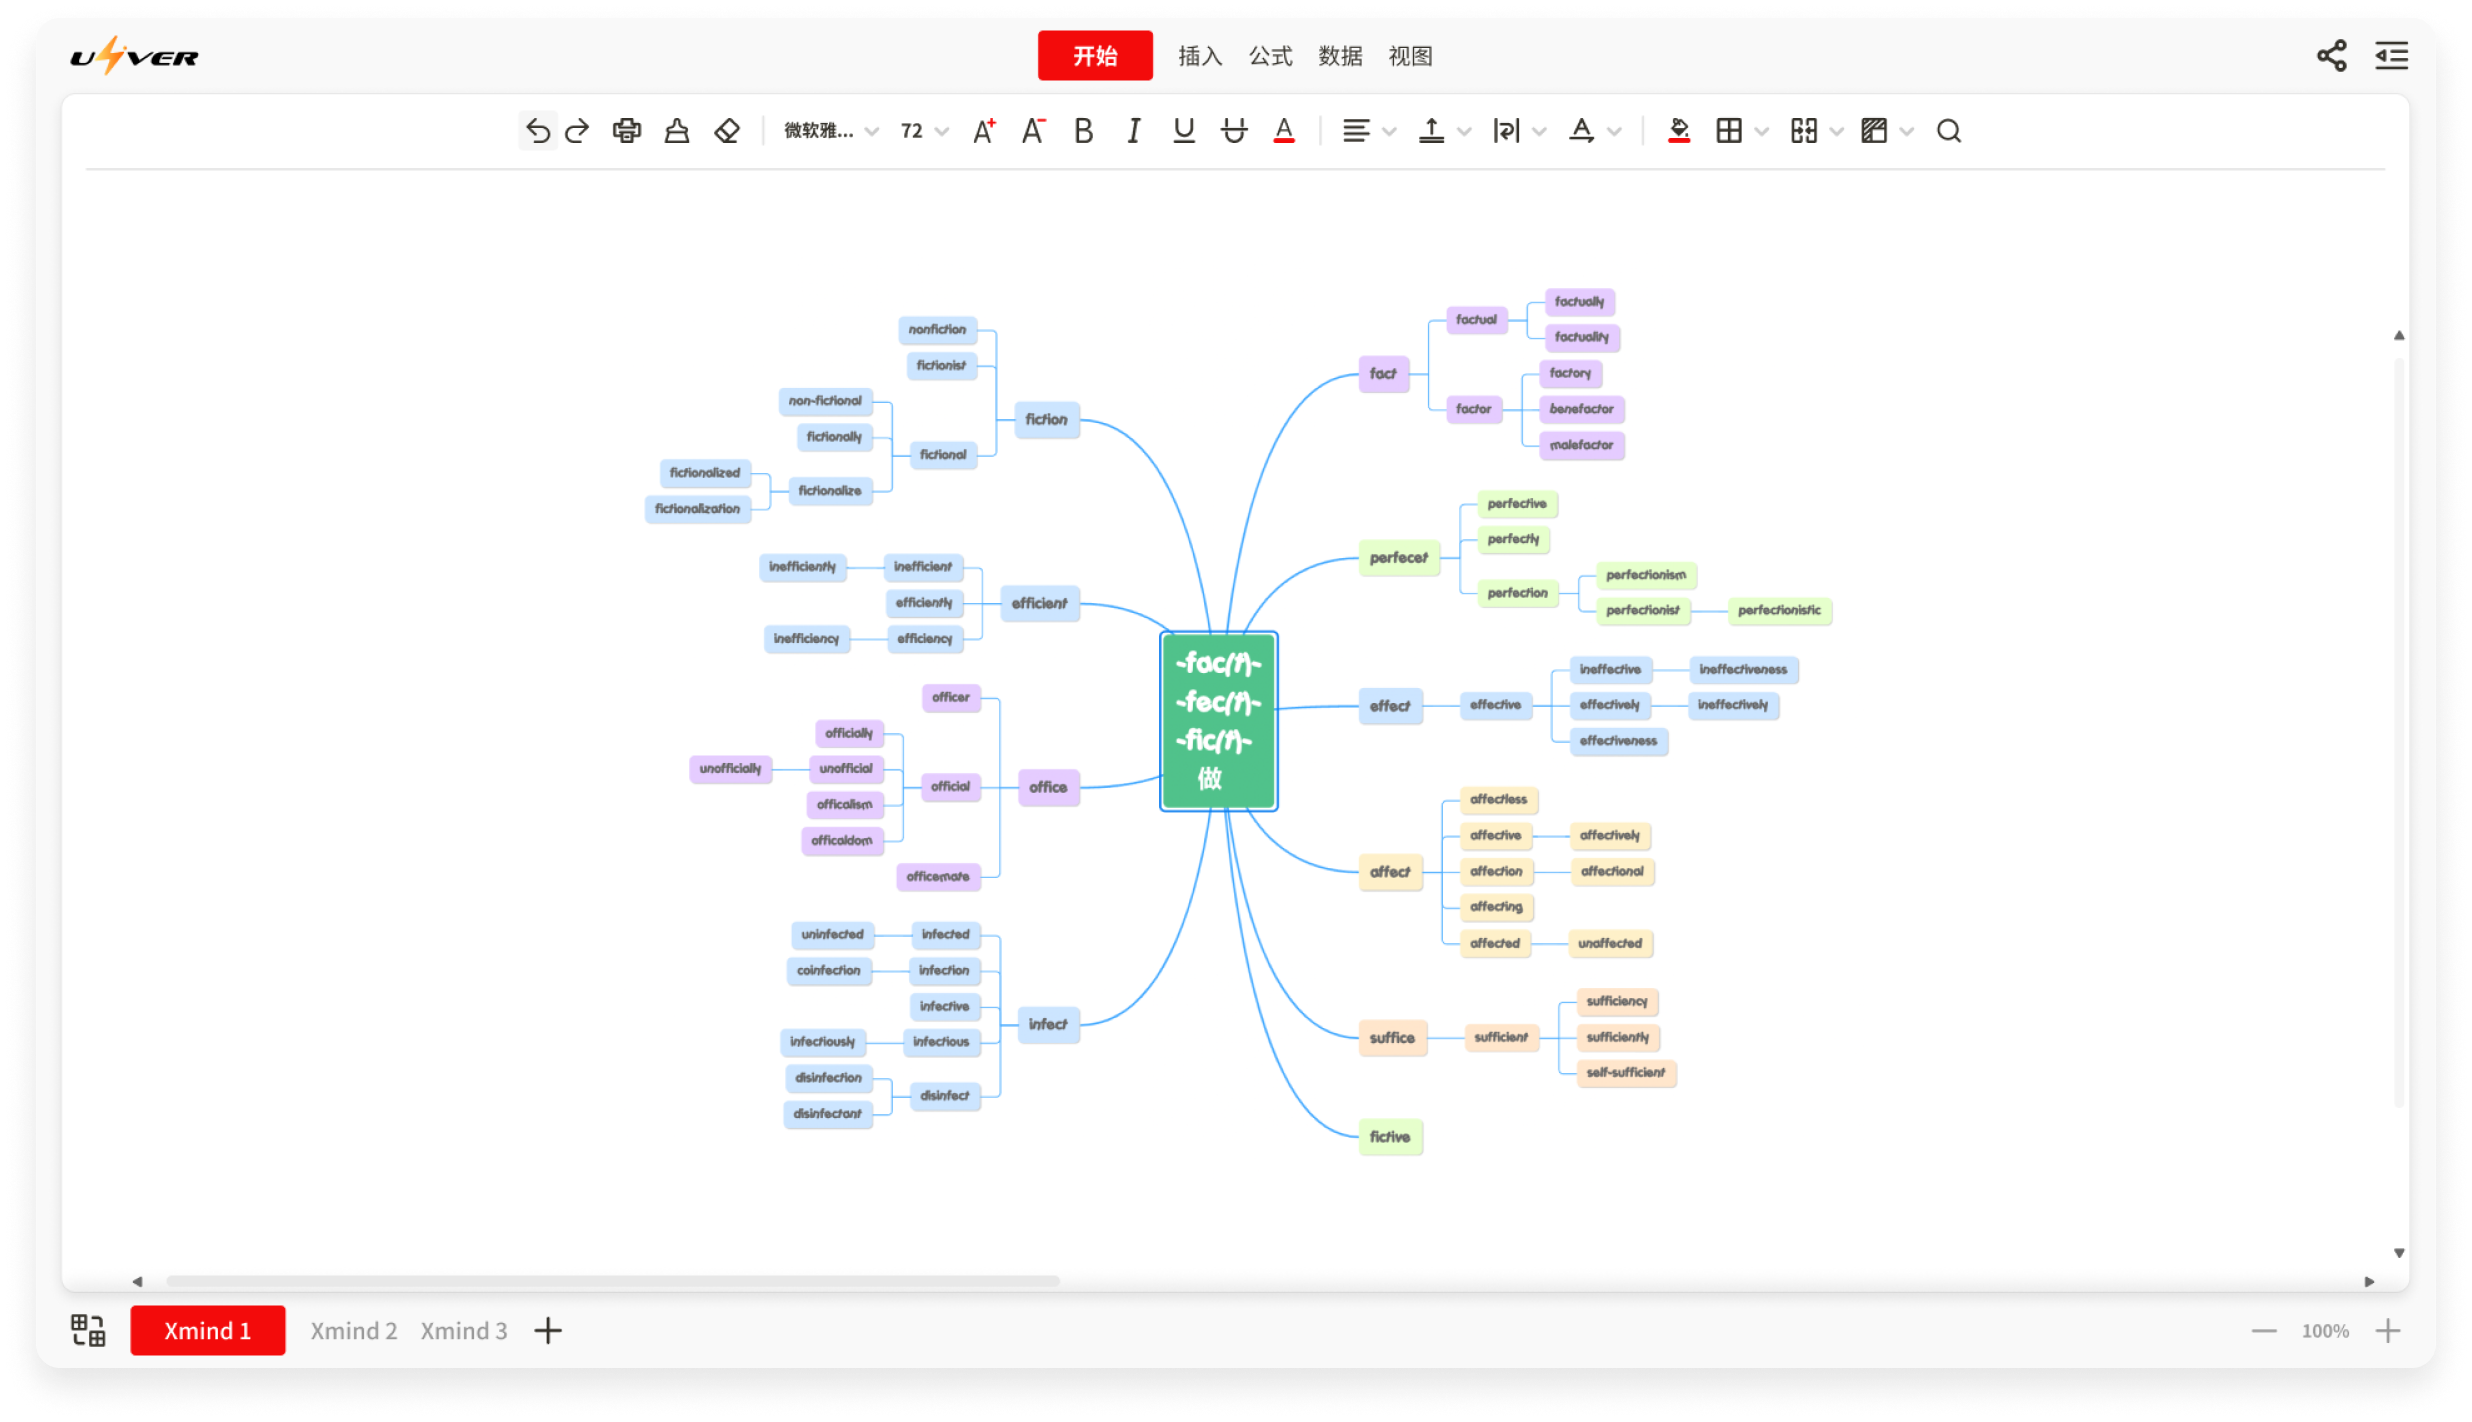 UNIVER
开始 插入 公式 数据 视图
微软雅... 72 A+ A- B I U A
nonfiction
fictionist
non-fictional
fictionally
fictional
fictionalized
fictionalize
fictionalization
fiction
inefficiently
inefficient
efficiently
inefficiency
efficiency
efficient
officer
officially
unofficially
unofficial
official
officalism
officaldom
officemate
office
uninfected
infected
coinfection
infection
infective
infectiously
infectious
disinfection
disinfect
disinfectant
infect
-fac(t)-
-fec(t)-
-fic(t)-
做
fact
factual
factually
factuality
factor
factory
benefactor
malefactor
perfecet
perfective
perfectly
perfection
perfectionism
perfectionist
perfectionistic
effect
effective
ineffective
ineffectiveness
effectively
ineffectively
effectiveness
affect
affectless
affective
affectively
affection
affectional
affecting
affected
unaffected
suffice
sufficient
sufficiency
sufficiently
self-sufficient
fictive
Xmind 1 Xmind 2 Xmind 3
100%